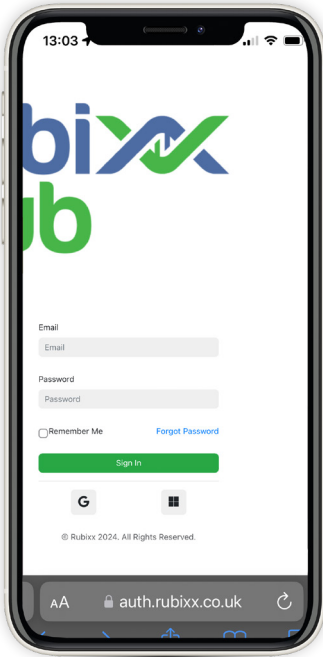 13:03
bixx
ub
Email
Email
Password
Password
Remember Me
Forgot Password
Sign In
G
© Rubixx 2024. All Rights Reserved.
AA
auth.rubixx.co.uk